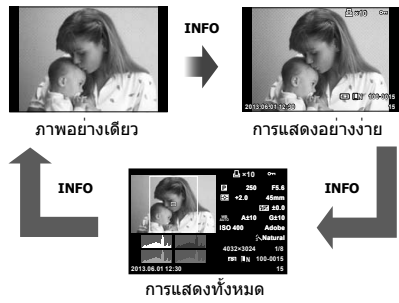 INFO
×10
2013.06.01 12:30
100-0015
15
ภาพอย่างเดียว
การแสดงอย่างง่าย
INFO
INFO
×10
P 250 F5.6
+2.0 45mm
±0.0
A±10 G±10
ISO 400 Adobe
Natural
4032×3024 1/8
N 100-0015
2013.06.01 12:30 15
การแสดงทั้งหมด